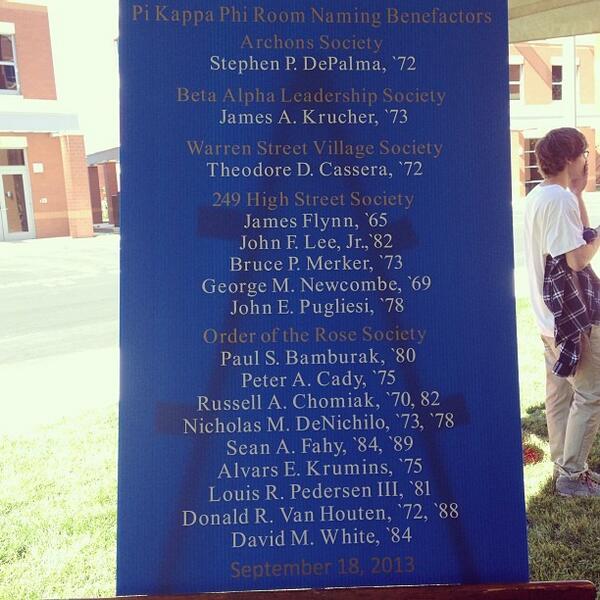 Pi Kappa Phi Room Naming Benefactors
Archons Society
Stephen P. DePalma, `72
Beta Alpha Leadership Society
James A. Krucher, `73
Warren Street Village Society
Theodore D. Cassera, `72
249 High Street Society
James Flynn, `65
John F. Lee, Jr.,`82
Bruce P. Merker, `73
George M. Newcombe, `69
John E. Pugliesi, `78
Order of the Rose Society
Paul S. Bamburak, `80
Peter A. Cady, `75
Russell A. Chomiak, `70, 82
Nicholas M. DeNichilo, `73, `78
Sean A. Fahy, `84, `89
Alvars E. Krumins, `75
Louis R. Pedersen III, `81
Donald R. Van Houten, `72, `88
David M. White, `84
September 18, 2013